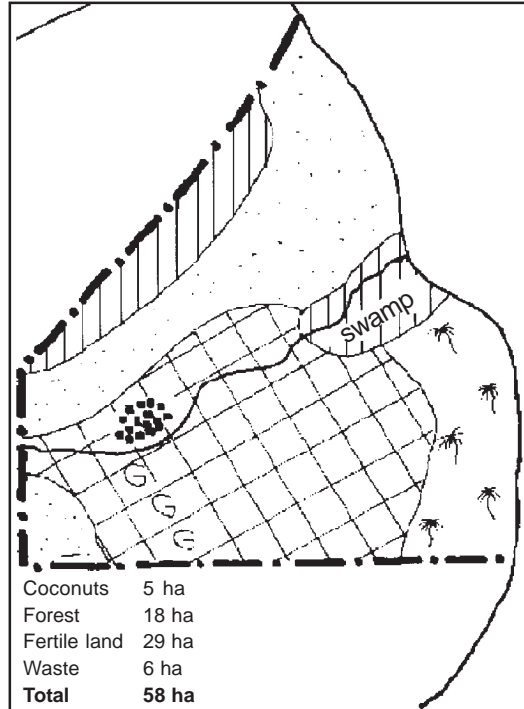 swamp
Coconuts 5 ha
Forest 18 ha
Fertile land 29 ha
Waste 6 ha
Total 58 ha